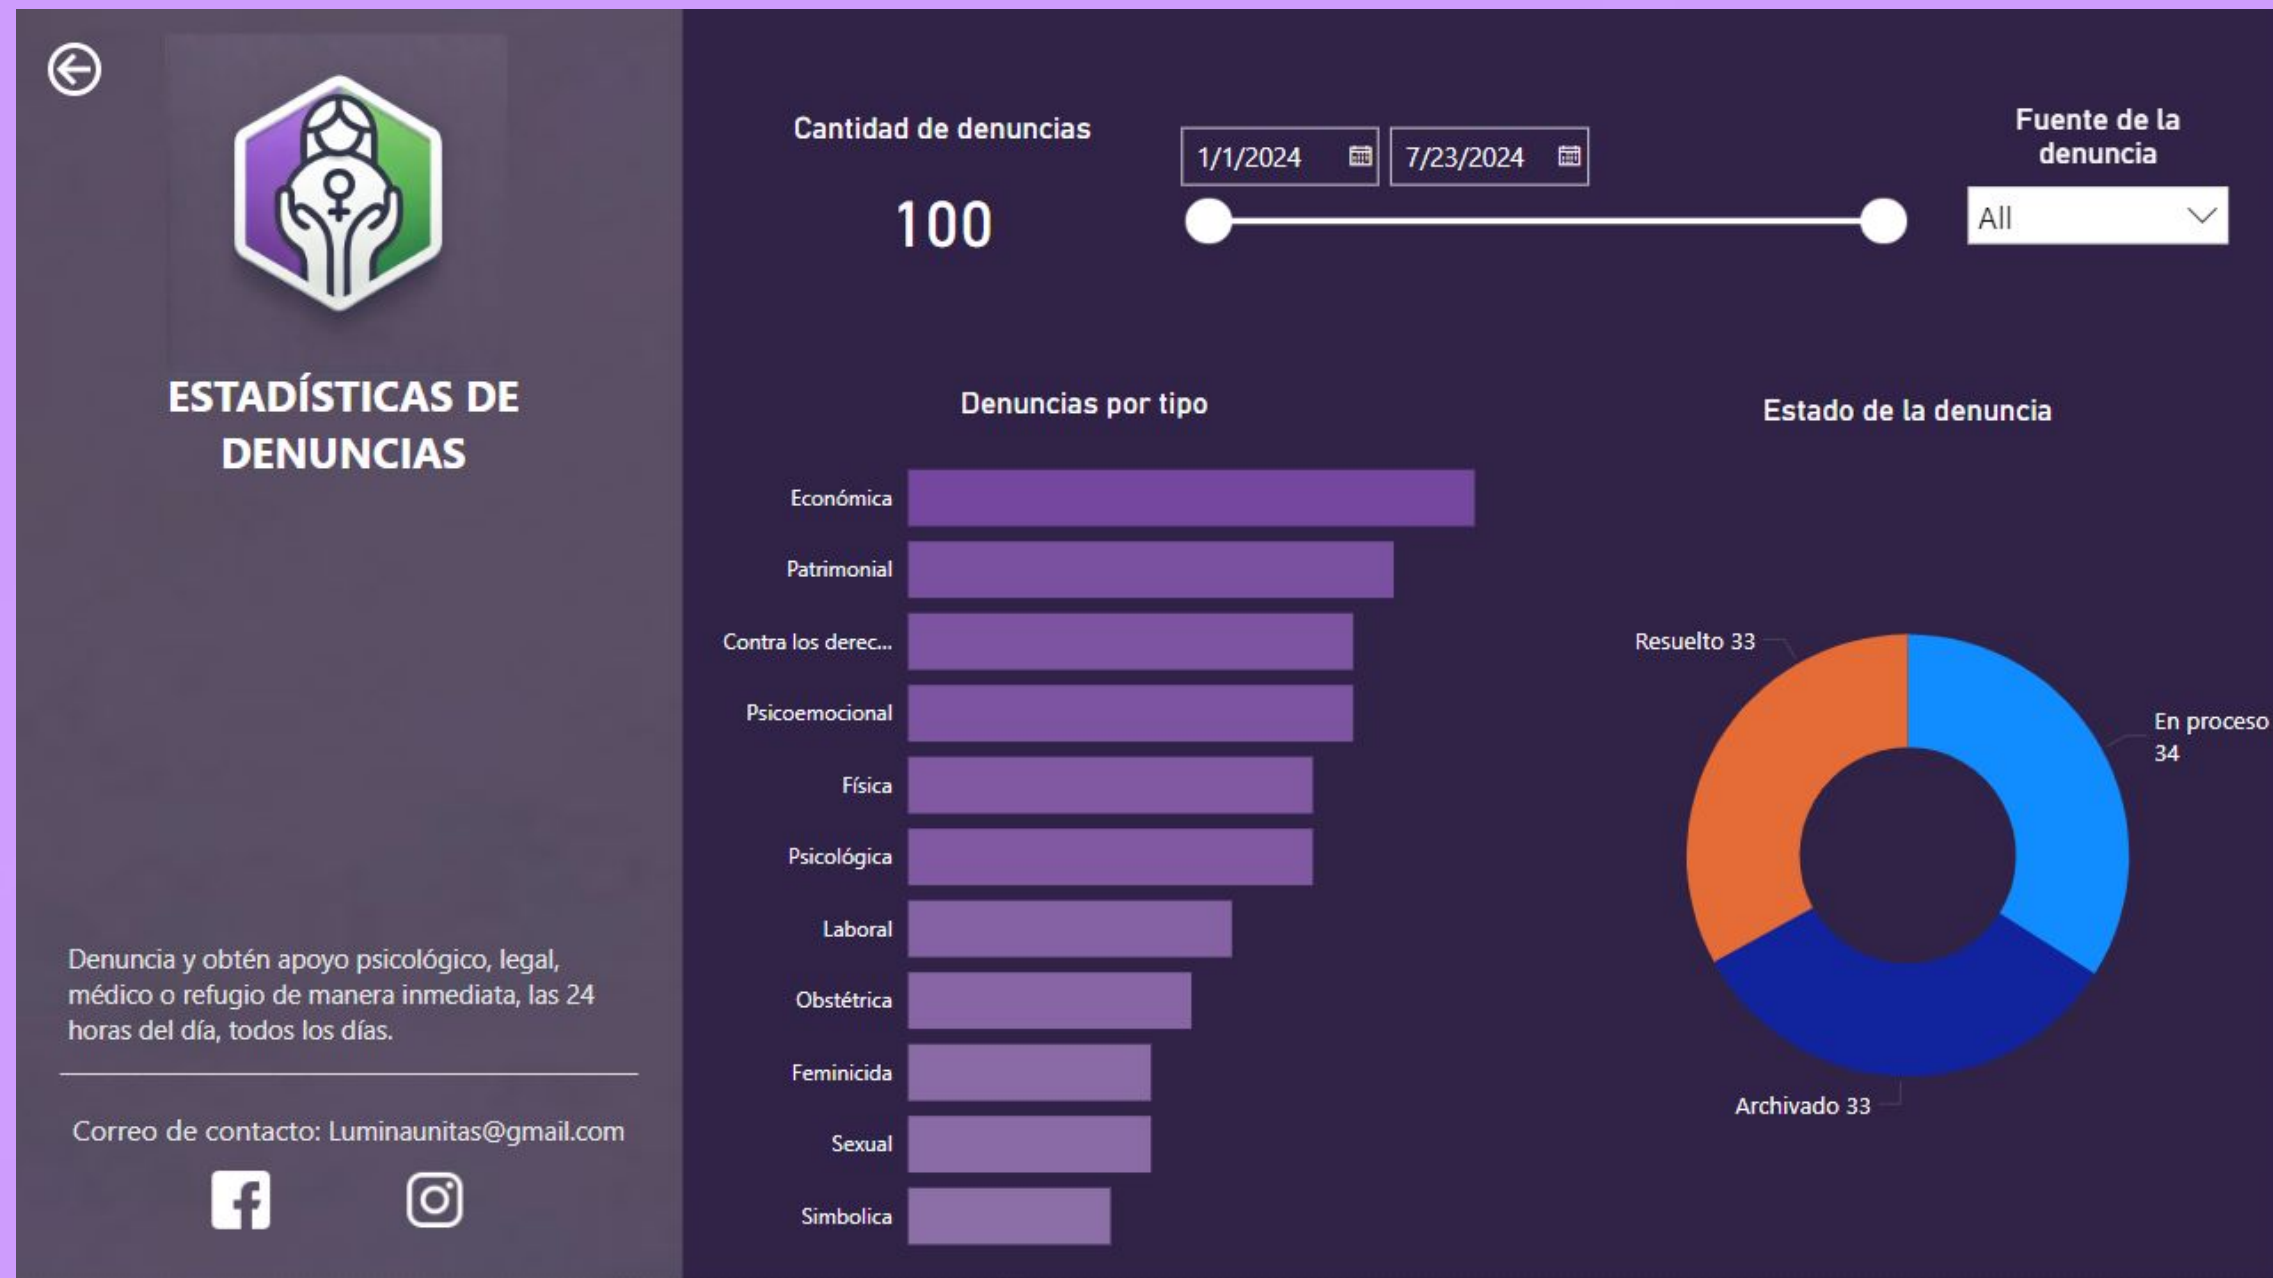 ESTADÍSTICAS DE
DENUNCIAS
Denuncia y obtén apoyo psicológico, legal,
médico o refugio de manera inmediata, las 24
horas del día, todos los días.
Correo de contacto: Luminaunitas@gmail.com
Cantidad de denuncias
100
1/1/2024
7/23/2024
Fuente de la
denuncia
All
Denuncias por tipo
Económica
Patrimonial
Contra los derec...
Psicoemocional
Física
Psicológica
Laboral
Obstétrica
Feminicida
Sexual
Simbolica
Estado de la denuncia
Resuelto 33
En proceso
34
Archivado 33